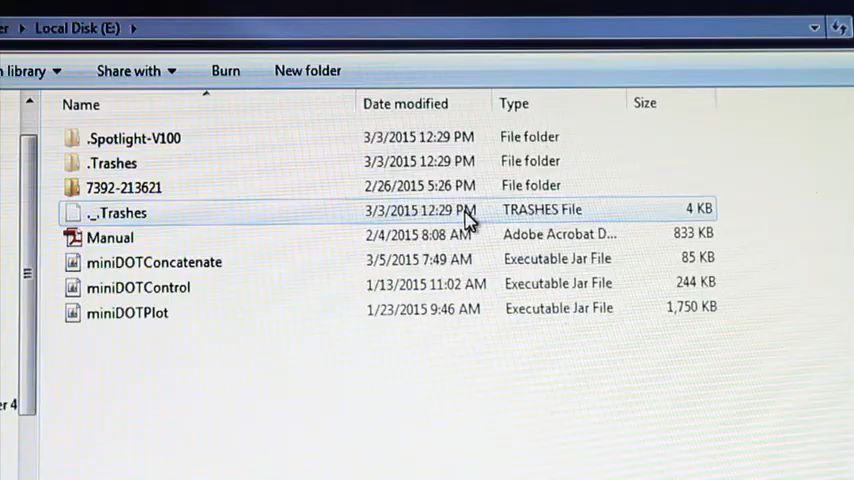 er ▸ Local Disk (E:) ▸
n library Share with Burn New folder
Name Date modified Type Size
.Spotlight-V100 3/3/2015 12:29 PM File folder
.Trashes 3/3/2015 12:29 PM File folder
7392-213621 2/26/2015 5:26 PM File folder
._.Trashes 3/3/2015 12:29 PM TRASHES File 4 KB
Manual 2/4/2015 8:08 AM Adobe Acrobat D... 833 KB
miniDOTConcatenate 3/5/2015 7:49 AM Executable Jar File 85 KB
miniDOTControl 1/13/2015 11:02 AM Executable Jar File 244 KB
miniDOTPlot 1/23/2015 9:46 AM Executable Jar File 1,750 KB
er 4